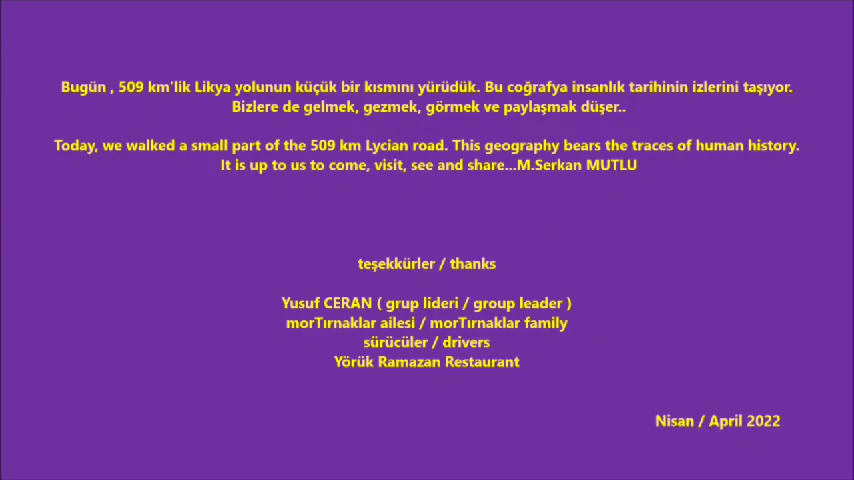 Bugün , 509 km'lik Likya yolunun küçük bir kısmını yürüdük. Bu coğrafya insanlık tarihinin izlerini taşıyor.
Bizlere de gelmek, gezmek, görmek ve paylaşmak düşer..
Today, we walked a small part of the 509 km Lycian road. This geography bears the traces of human history.
It is up to us to come, visit, see and share...M.Serkan MUTLU
teşekkürler / thanks
Yusuf CERAN ( grup lideri / group leader )
morTırnaklar ailesi / morTırnaklar family
sürücüler / drivers
Yörük Ramazan Restaurant
Nisan / April 2022